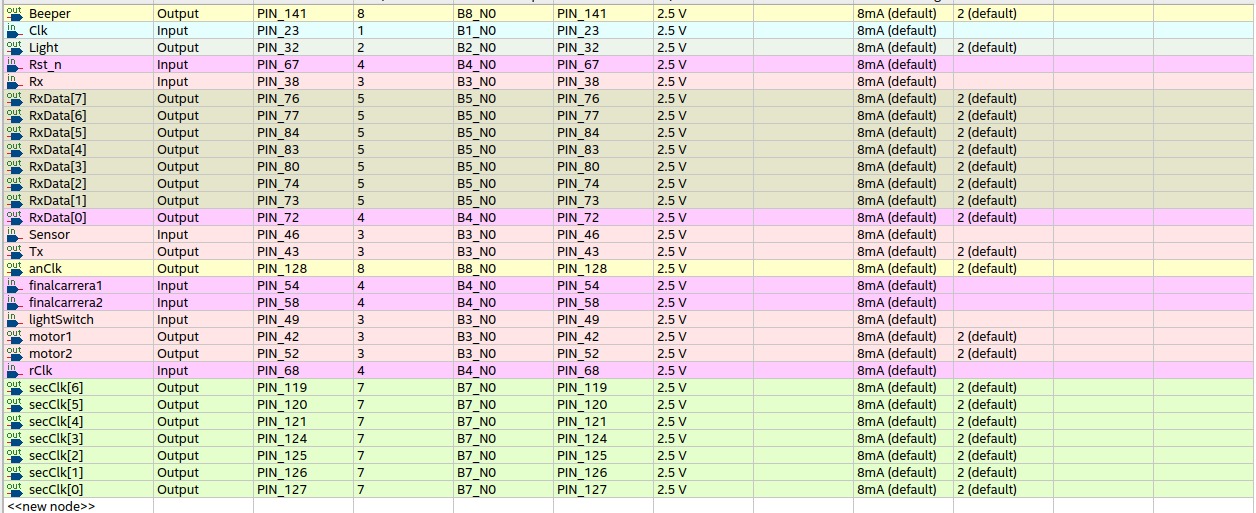 out Beeper Output PIN_141 8 B8_N0 PIN_141 2.5 V 8mA (default) 2 (default)
in Clk Input PIN_23 1 B1_N0 PIN_23 2.5 V 8mA (default)
out Light Output PIN_32 2 B2_N0 PIN_32 2.5 V 8mA (default) 2 (default)
in Rst_n Input PIN_67 4 B4_N0 PIN_67 2.5 V 8mA (default)
in Rx Input PIN_38 3 B3_N0 PIN_38 2.5 V 8mA (default)
out RxData[7] Output PIN_76 5 B5_N0 PIN_76 2.5 V 8mA (default) 2 (default)
out RxData[6] Output PIN_77 5 B5_N0 PIN_77 2.5 V 8mA (default) 2 (default)
out RxData[5] Output PIN_84 5 B5_N0 PIN_84 2.5 V 8mA (default) 2 (default)
out RxData[4] Output PIN_83 5 B5_N0 PIN_83 2.5 V 8mA (default) 2 (default)
out RxData[3] Output PIN_80 5 B5_N0 PIN_80 2.5 V 8mA (default) 2 (default)
out RxData[2] Output PIN_74 5 B5_N0 PIN_74 2.5 V 8mA (default) 2 (default)
out RxData[1] Output PIN_73 5 B5_N0 PIN_73 2.5 V 8mA (default) 2 (default)
out RxData[0] Output PIN_72 4 B4_N0 PIN_72 2.5 V 8mA (default) 2 (default)
in Sensor Input PIN_46 3 B3_N0 PIN_46 2.5 V 8mA (default)
out Tx Output PIN_43 3 B3_N0 PIN_43 2.5 V 8mA (default) 2 (default)
out anClk Output PIN_128 8 B8_N0 PIN_128 2.5 V 8mA (default) 2 (default)
in finalcarrera1 Input PIN_54 4 B4_N0 PIN_54 2.5 V 8mA (default)
in finalcarrera2 Input PIN_58 4 B4_N0 PIN_58 2.5 V 8mA (default)
in lightSwitch Input PIN_49 3 B3_N0 PIN_49 2.5 V 8mA (default)
out motor1 Output PIN_42 3 B3_N0 PIN_42 2.5 V 8mA (default) 2 (default)
out motor2 Output PIN_52 3 B3_N0 PIN_52 2.5 V 8mA (default) 2 (default)
in rClk Input PIN_68 4 B4_N0 PIN_68 2.5 V 8mA (default)
out secClk[6] Output PIN_119 7 B7_N0 PIN_119 2.5 V 8mA (default) 2 (default)
out secClk[5] Output PIN_120 7 B7_N0 PIN_120 2.5 V 8mA (default) 2 (default)
out secClk[4] Output PIN_121 7 B7_N0 PIN_121 2.5 V 8mA (default) 2 (default)
out secClk[3] Output PIN_124 7 B7_N0 PIN_124 2.5 V 8mA (default) 2 (default)
out secClk[2] Output PIN_125 7 B7_N0 PIN_125 2.5 V 8mA (default) 2 (default)
out secClk[1] Output PIN_126 7 B7_N0 PIN_126 2.5 V 8mA (default) 2 (default)
out secClk[0] Output PIN_127 7 B7_N0 PIN_127 2.5 V 8mA (default) 2 (default)
<<new node>>